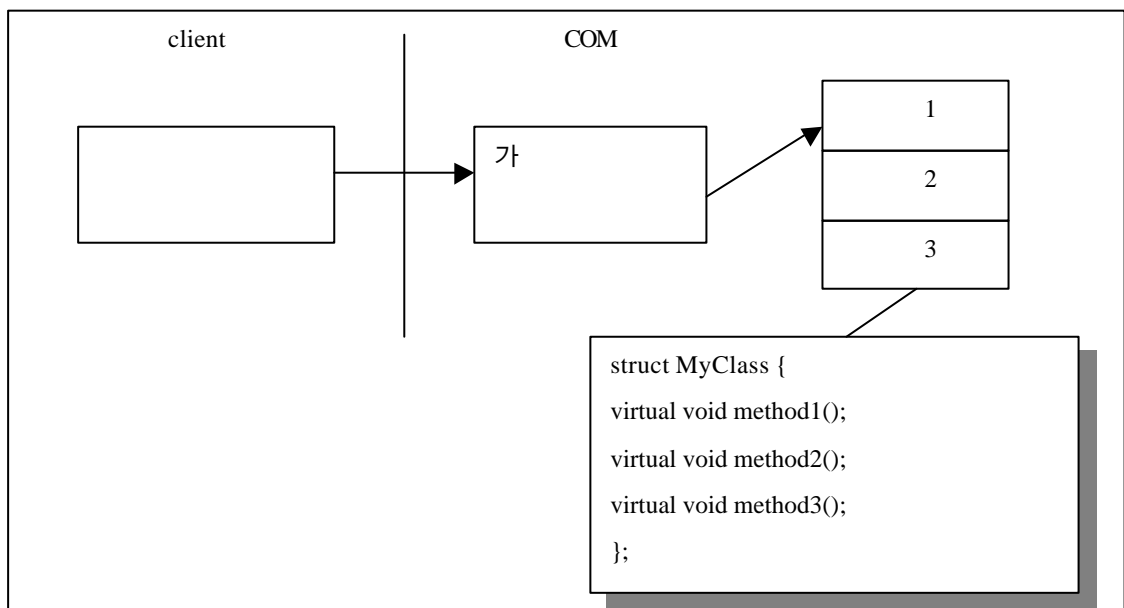 client
COM
가
1
2
3
struct MyClass {
virtual void method1();
virtual void method2();
virtual void method3();
};